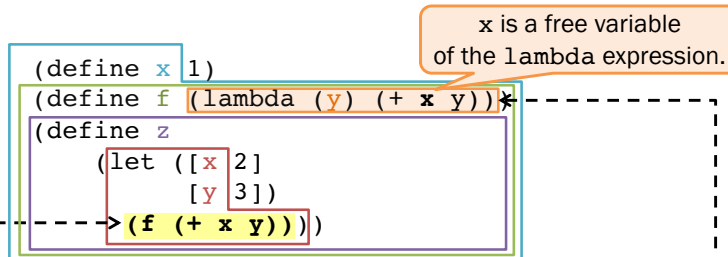 x is a free variable
of the lambda expression.
(define x 1)
(define f (lambda (y) (+ x y)))
(define z
(let ([x 2]
[y 3])
(f (+ x y))))